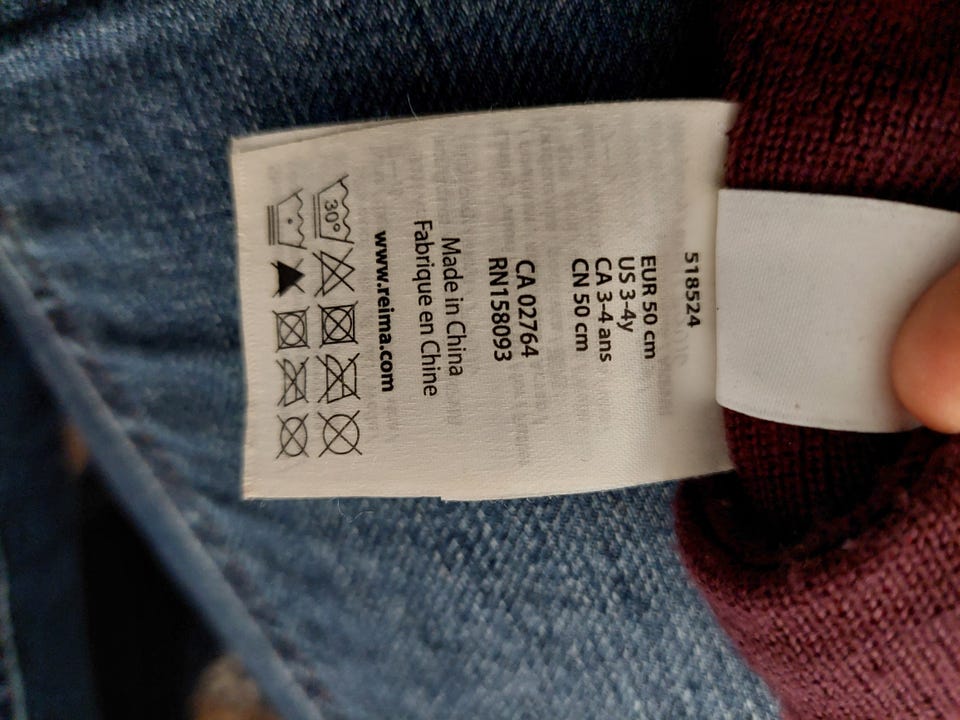 518524
EUR 50 cm
US 3-4y
CA 3-4 ans
CN 50 cm
CA 02764
RN158093
Made in China
Fabrique en Chine
www.reima.com
30°